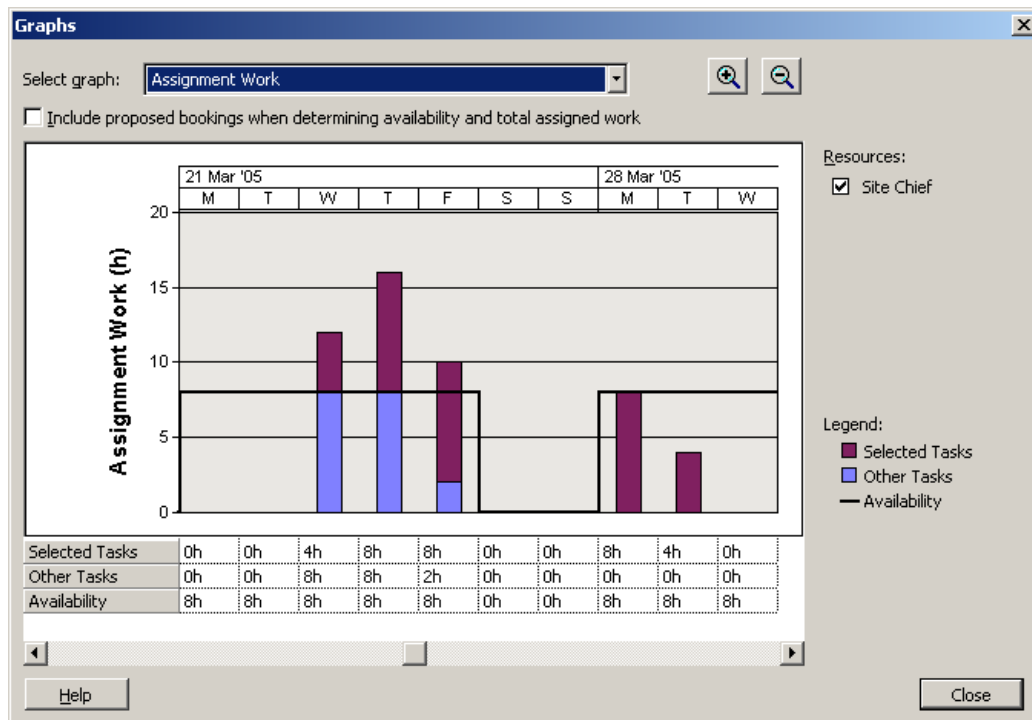 Graphs
Select graph: Assignment Work
Include proposed bookings when determining availability and total assigned work
Resources:
Site Chief
21 Mar '05 28 Mar '05
M T W T F S S M T W
20
15
10
5
0
Assignment Work (h)
Legend:
Selected Tasks
Other Tasks
Availability
Selected Tasks 0h 0h 4h 8h 8h 0h 0h 8h 4h 0h
Other Tasks 0h 0h 8h 8h 2h 0h 0h 0h 0h 0h
Availability 8h 8h 8h 8h 8h 0h 0h 8h 8h 8h
Help Close